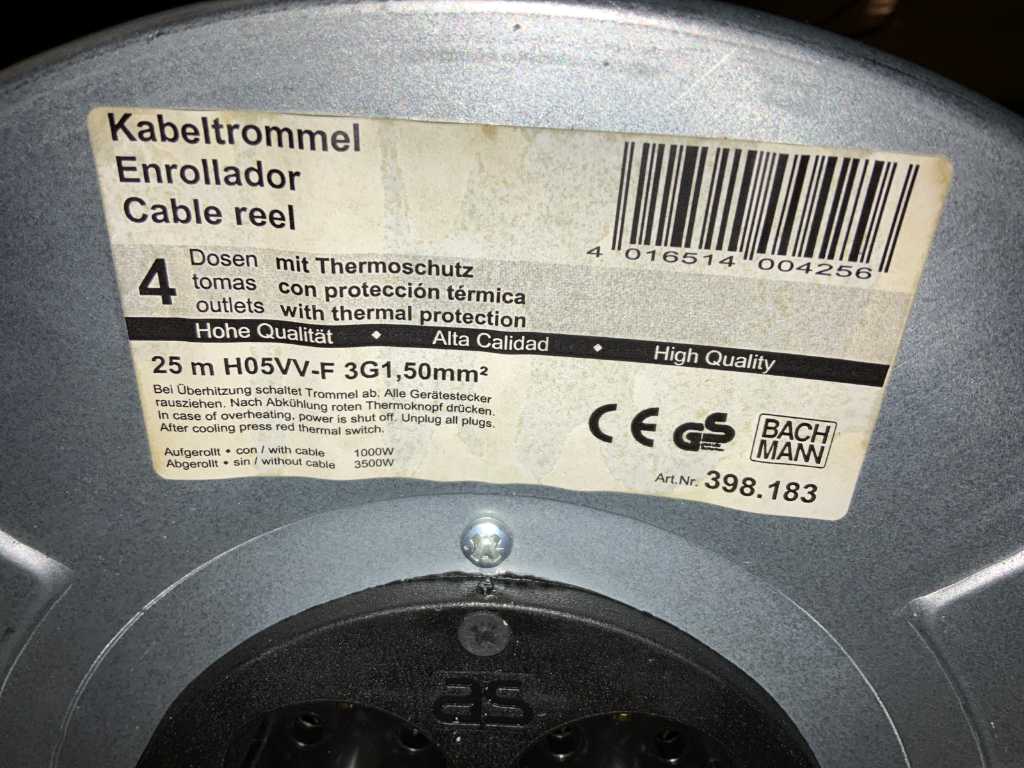 Kabeltrommel
Enrollador
Cable reel
4 016514 004256
4
Dosen mit Thermoschutz
tomas con protección térmica
outlets with thermal protection
Hohe Qualität ◆ Alta Calidad ◆ High Quality
25 m H05VV-F 3G1,50mm²
Bei Überhitzung schaltet Trommel ab. Alle Gerätestecker
rausziehen. Nach Abkühlung roten Thermoknopf drücken.
In case of overheating, power is shut off. Unplug all plugs.
After cooling press red thermal switch.
Aufgerollt • con / with cable 1000W
Abgerollt • sin / without cable 3500W
CE GS BACH
MANN
Art.Nr. 398.183
as